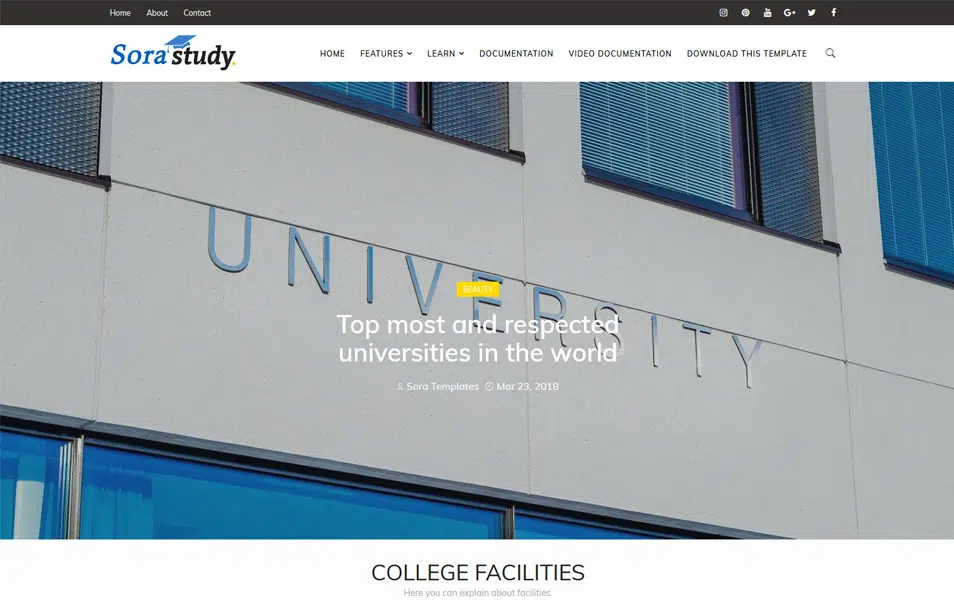 Home About Contact
Sora study.
HOME FEATURES LEARN DOCUMENTATION VIDEO DOCUMENTATION DOWNLOAD THIS TEMPLATE
UNIVERSITY
BEAUTY
Top most and respected
universities in the world
Sora Templates Mar 23, 2018
COLLEGE FACILITIES
Here you can explain about facilities.